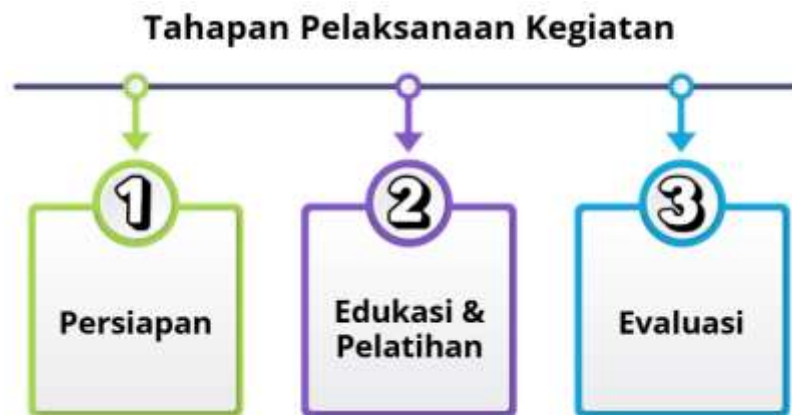 Tahapan Pelaksanaan Kegiatan
1
2
3
Persiapan
Edukasi &
Pelatihan
Evaluasi